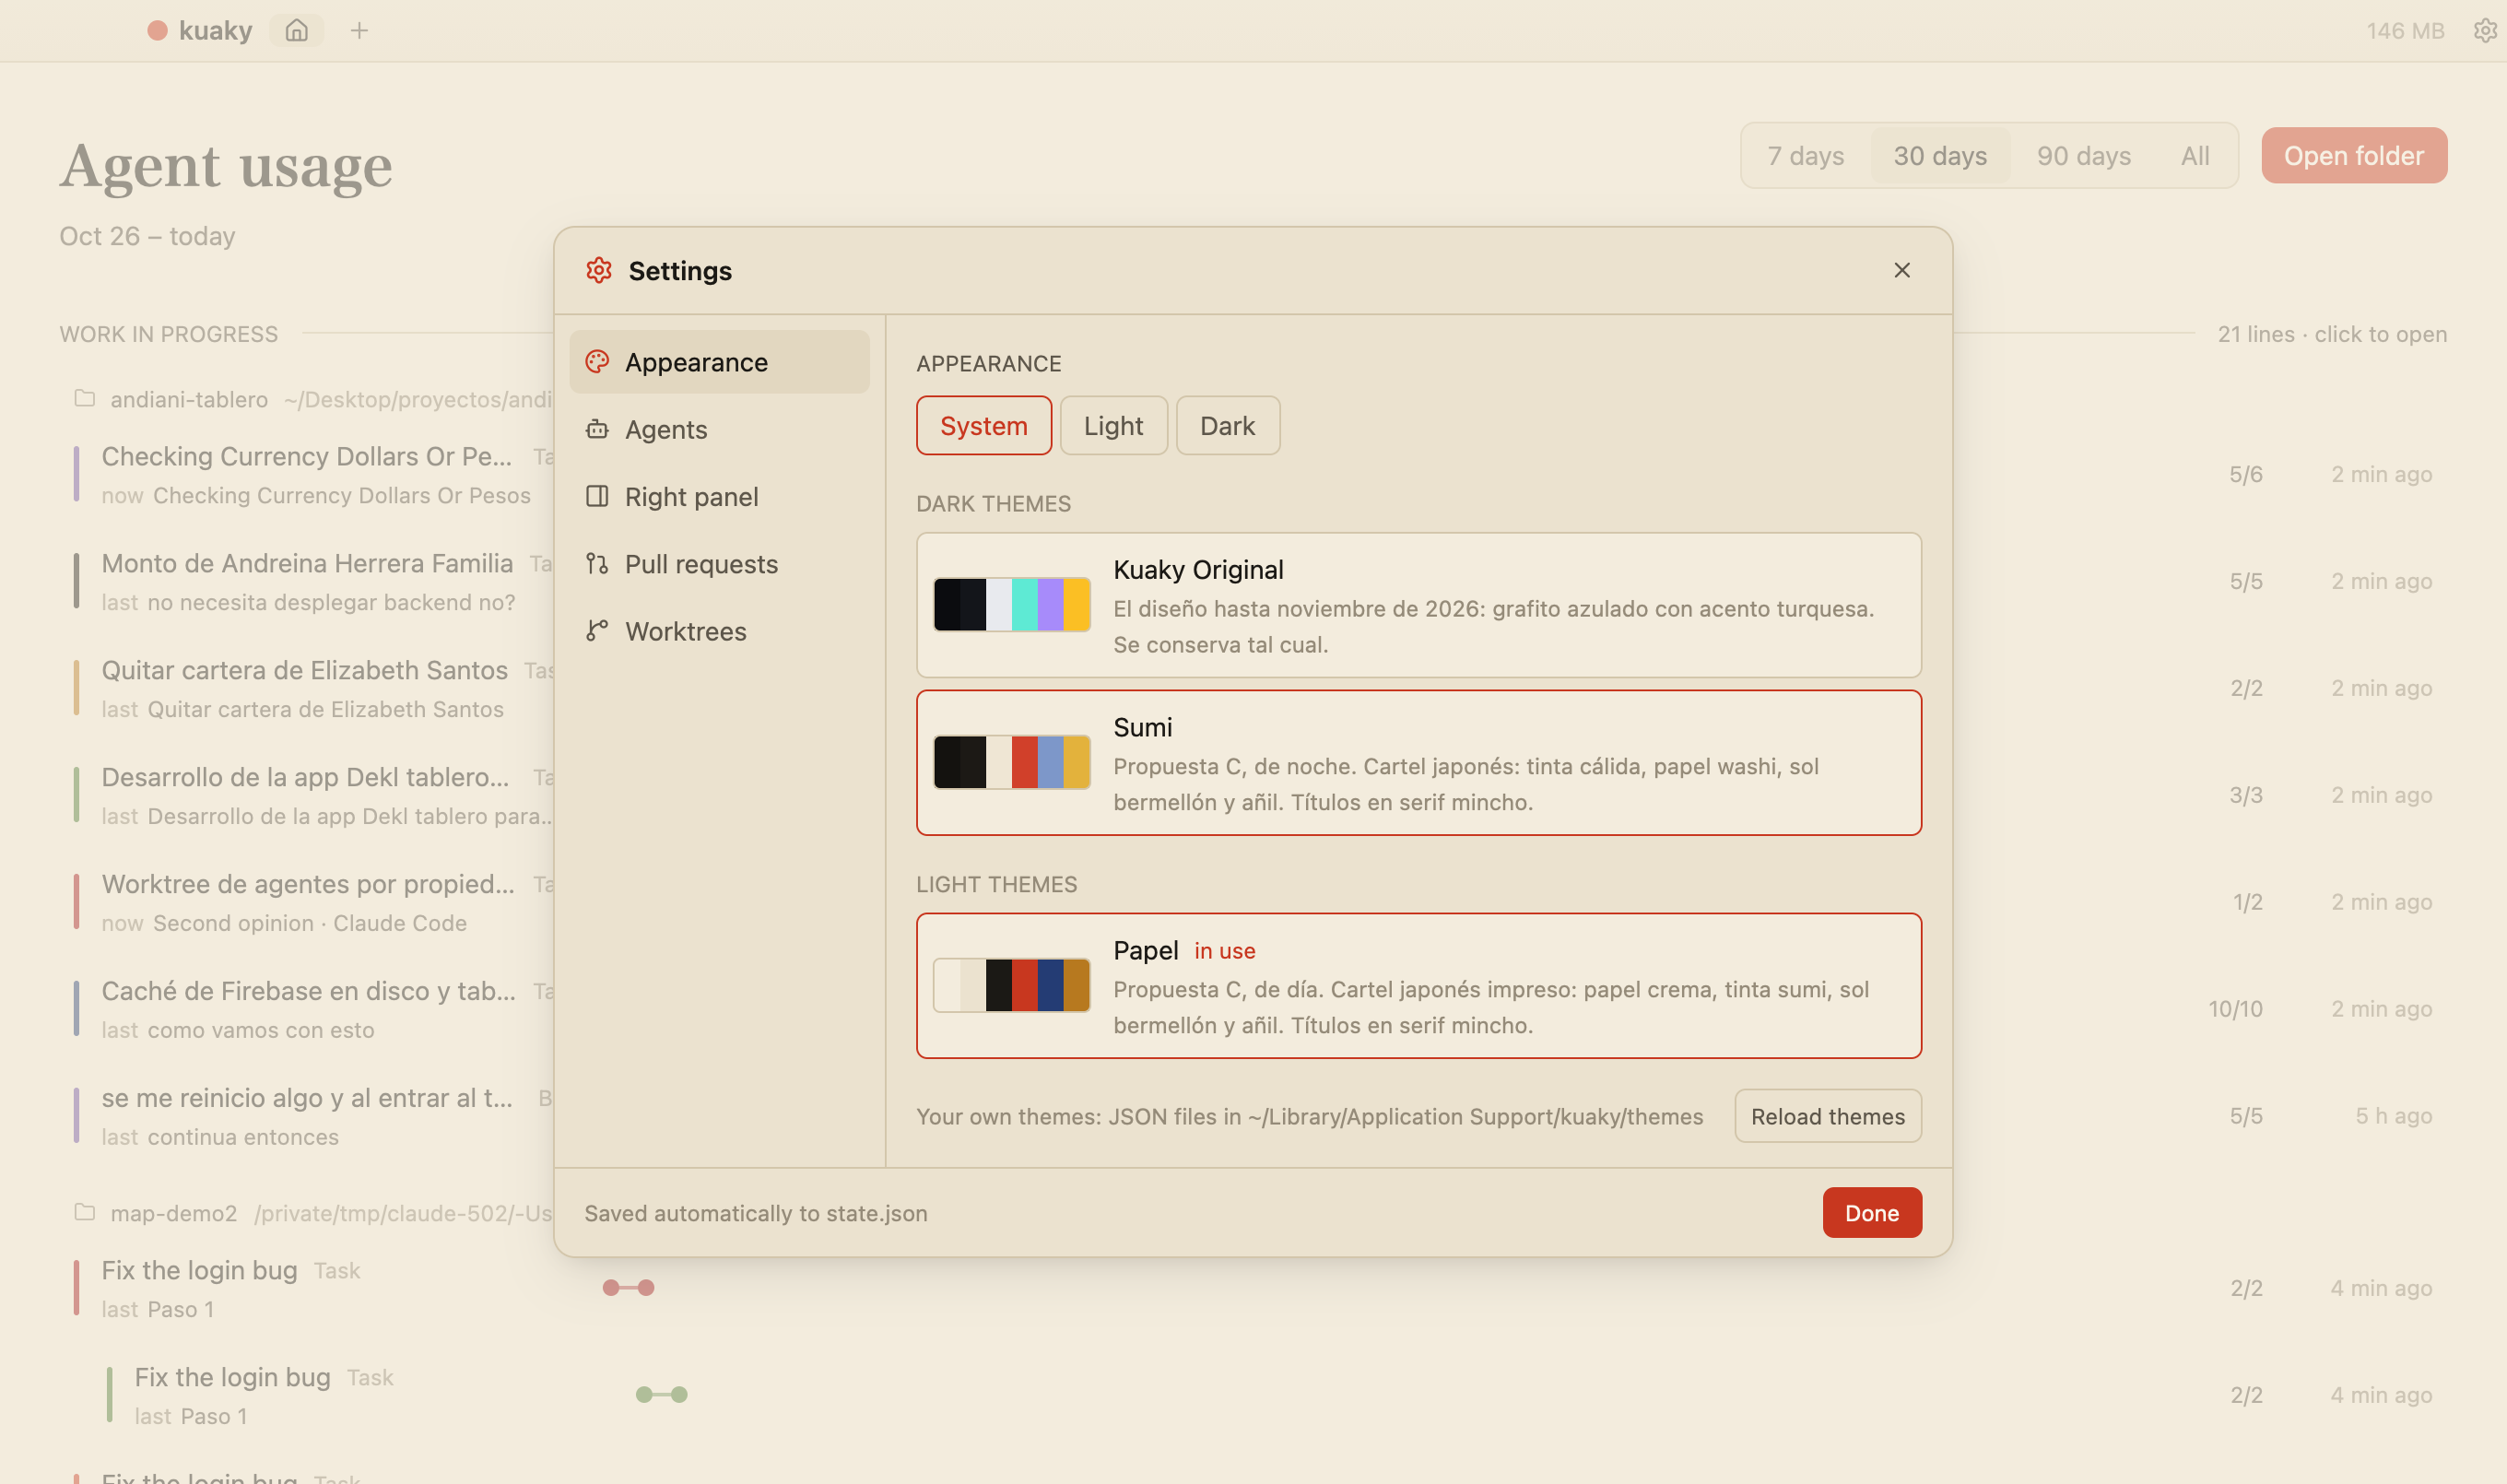 kuaky
146 MB
Agent usage
7 days 30 days 90 days All
Open folder
Oct 26 – today
WORK IN PROGRESS
21 lines · click to open
andiani-tablero ~/Desktop/proyectos/andi
Checking Currency Dollars Or Pe... Ta
now Checking Currency Dollars Or Pesos
5/6 2 min ago
Monto de Andreina Herrera Familia Ta
last no necesita desplegar backend no?
5/5 2 min ago
Quitar cartera de Elizabeth Santos Tas
last Quitar cartera de Elizabeth Santos
2/2 2 min ago
Desarrollo de la app Dekl tablero... Ta
last Desarrollo de la app Dekl tablero para...
3/3 2 min ago
Worktree de agentes por propied... Ta
now Second opinion · Claude Code
1/2 2 min ago
Caché de Firebase en disco y tab... Ta
last como vamos con esto
10/10 2 min ago
se me reinicio algo y al entrar al t... B
last continua entonces
5/5 5 h ago
map-demo2 /private/tmp/claude-502/-Us
Fix the login bug Task
last Paso 1
2/2 4 min ago
Fix the login bug Task
last Paso 1
2/2 4 min ago
Fix the login bug Task
Settings
Appearance
Agents
Right panel
Pull requests
Worktrees
APPEARANCE
System Light Dark
DARK THEMES
Kuaky Original
El diseño hasta noviembre de 2026: grafito azulado con acento turquesa.
Se conserva tal cual.
Sumi
Propuesta C, de noche. Cartel japonés: tinta cálida, papel washi, sol
bermellón y añil. Títulos en serif mincho.
LIGHT THEMES
Papel in use
Propuesta C, de día. Cartel japonés impreso: papel crema, tinta sumi, sol
bermellón y añil. Títulos en serif mincho.
Your own themes: JSON files in ~/Library/Application Support/kuaky/themes
Reload themes
Saved automatically to state.json
Done